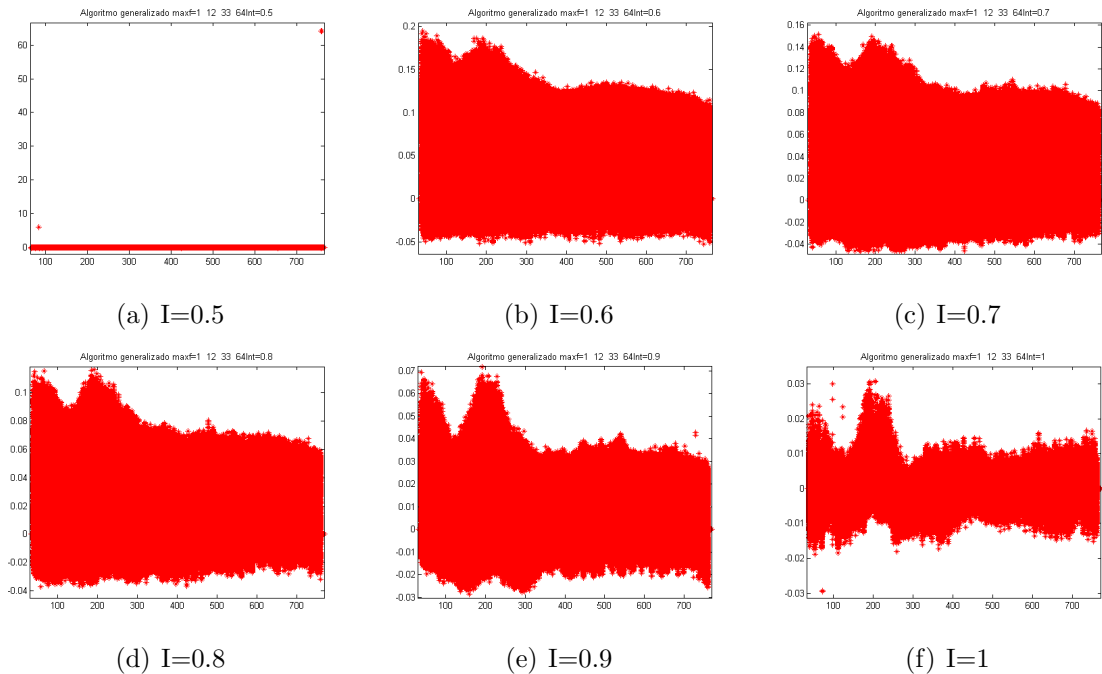 Algoritmo generalizado maxf=1 12 33 64Int=0.5
60
50
40
30
20
10
0
100 200 300 400 500 600 700
(a) I=0.5
Algoritmo generalizado maxf=1 12 33 64Int=0.6
0.2
0.15
0.1
0.05
0
-0.05
100 200 300 400 500 600 700
(b) I=0.6
Algoritmo generalizado maxf=1 12 33 64Int=0.7
0.16
0.14
0.12
0.1
0.08
0.06
0.04
0.02
0
-0.02
-0.04
100 200 300 400 500 600 700
(c) I=0.7
Algoritmo generalizado maxf=1 12 33 64Int=0.8
0.1
0.08
0.06
0.04
0.02
0
-0.02
-0.04
100 200 300 400 500 600 700
(d) I=0.8
Algoritmo generalizado maxf=1 12 33 64Int=0.9
0.07
0.06
0.05
0.04
0.03
0.02
0.01
0
-0.01
-0.02
-0.03
100 200 300 400 500 600 700
(e) I=0.9
Algoritmo generalizado maxf=1 12 33 64Int=1
0.03
0.02
0.01
0
-0.01
-0.02
-0.03
100 200 300 400 500 600 700
(f) I=1